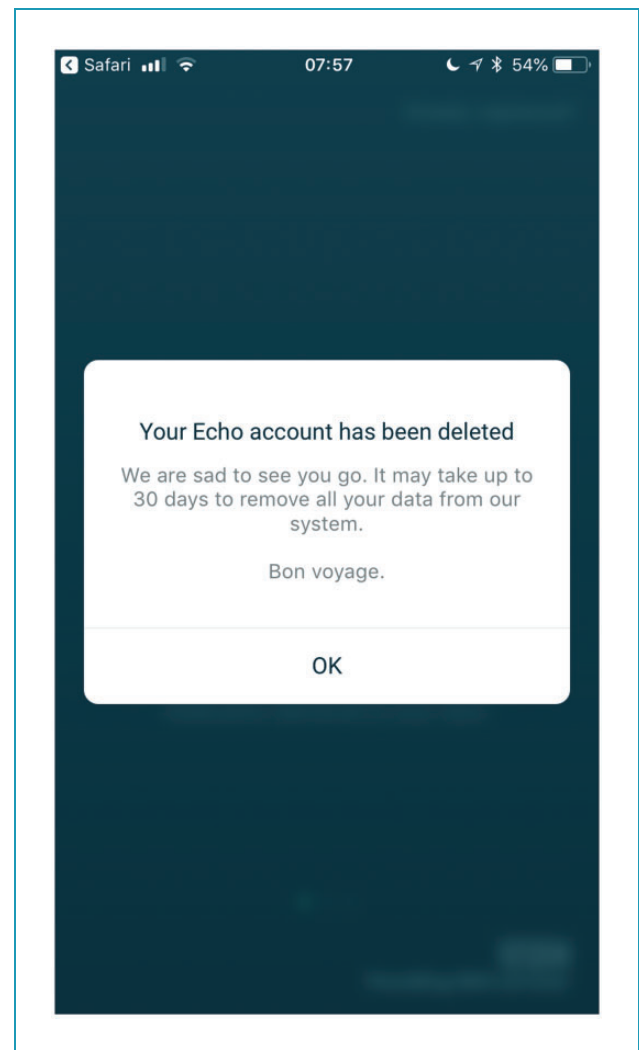 Safari 07:57 54%
Your Echo account has been deleted
We are sad to see you go. It may take up to
30 days to remove all your data from our
system.
Bon voyage.
OK